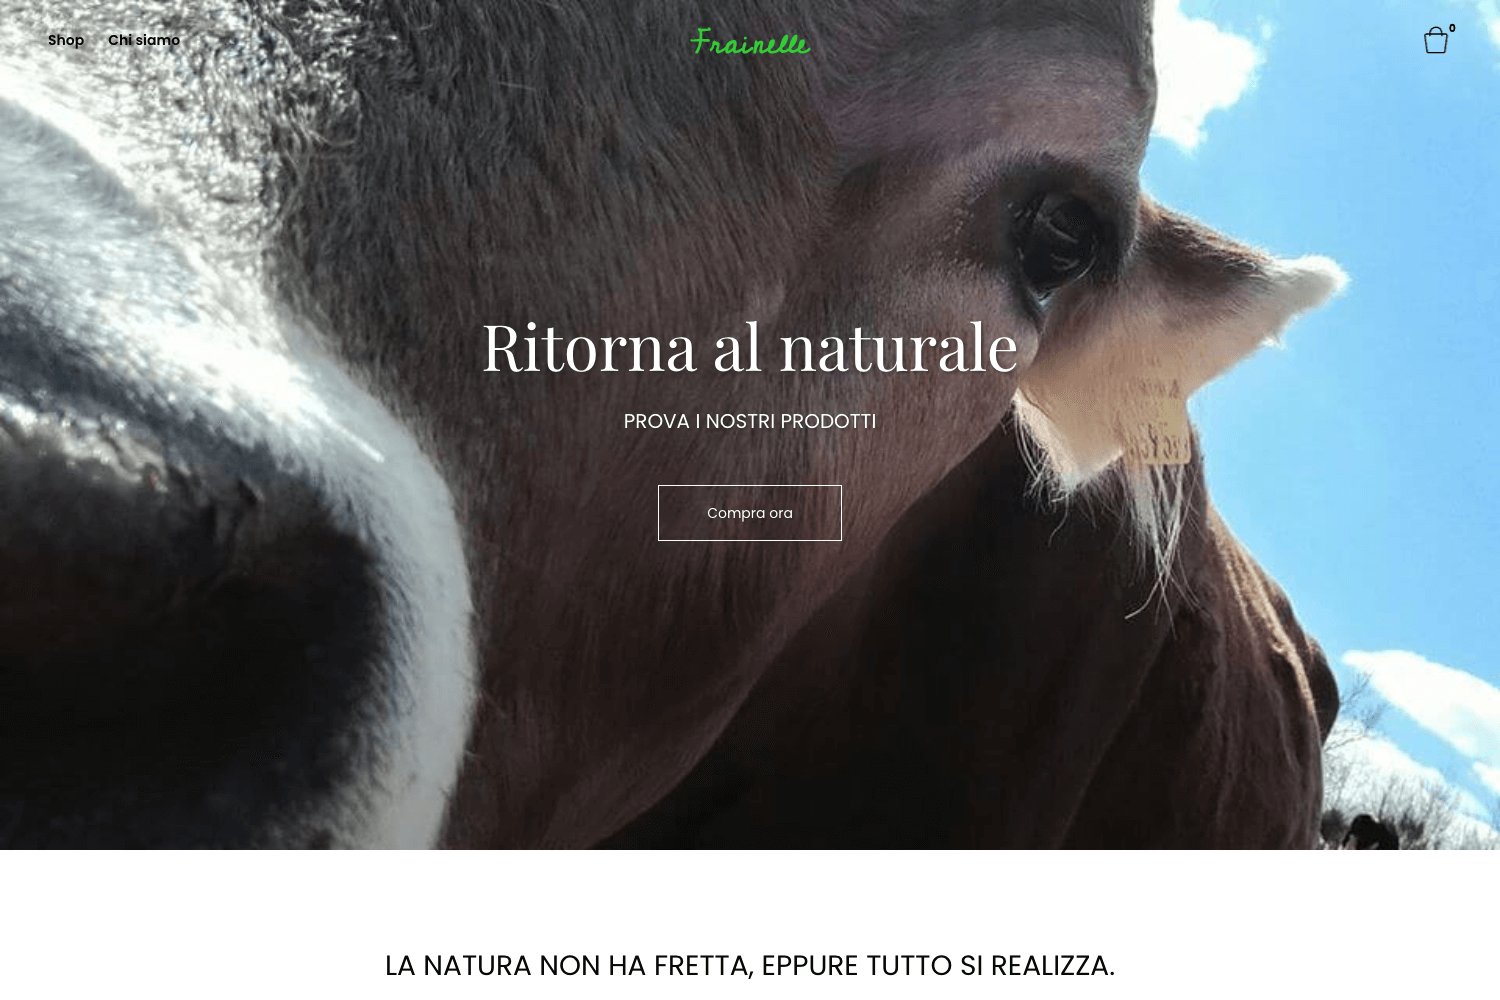 Shop
Chi siamo
Frainelle
0
Ritorna al naturale
PROVA I NOSTRI PRODOTTI
Compra ora
LA NATURA NON HA FRETTA, EPPURE TUTTO SI REALIZZA.